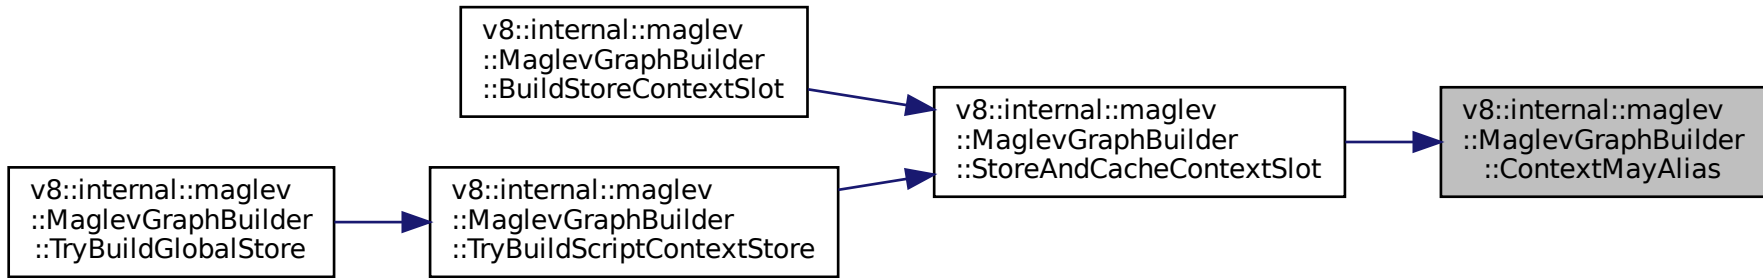 v8::internal::maglev
::MaglevGraphBuilder
::BuildStoreContextSlot
v8::internal::maglev
::MaglevGraphBuilder
::StoreAndCacheContextSlot
v8::internal::maglev
::MaglevGraphBuilder
::ContextMayAlias
v8::internal::maglev
::MaglevGraphBuilder
::TryBuildGlobalStore
v8::internal::maglev
::MaglevGraphBuilder
::TryBuildScriptContextStore